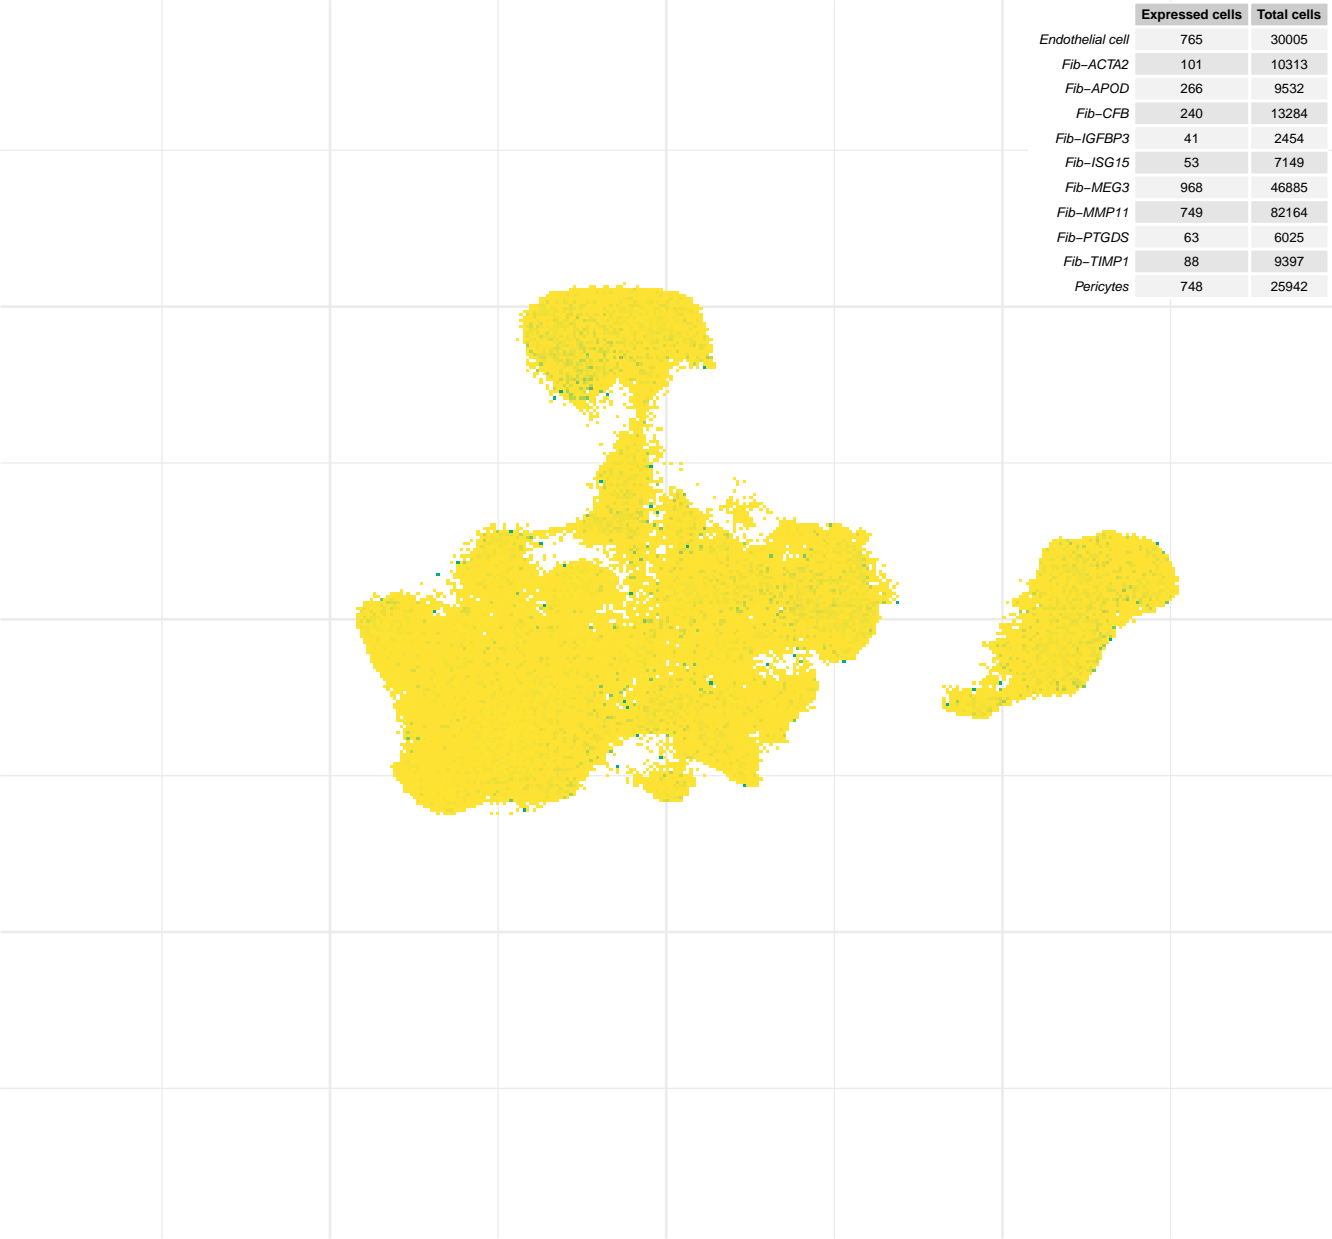 Expressed cells Total cells
Endothelial cell 765 30005
Fib−ACTA2 101 10313
Fib−APOD 266 9532
Fib−CFB 240 13284
Fib−IGFBP3 41 2454
Fib−ISG15 53 7149
Fib−MEG3 968 46885
Fib−MMP11 749 82164
Fib−PTGDS 63 6025
Fib−TIMP1 88 9397
Pericytes 748 25942